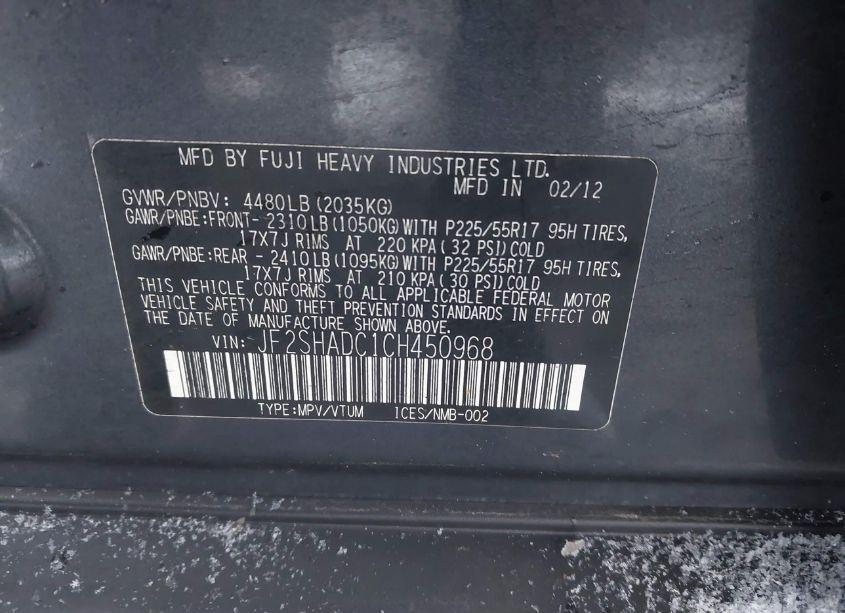 MFD BY FUJI HEAVY INDUSTRIES LTD.
MFD IN 02/12
GVWR/PNBV: 4480LB(2035KG)
GAWR/PNBE:FRONT- 2310LB(1050KG)WITH P225/55R17 95H TIRES,
17X7J RIMS AT 220 KPA(32 PSI)COLD
GAWR/PNBE:REAR - 2410LB(1095KG)WITH P225/55R17 95H TIRES,
17X7J RIMS AT 210 KPA(30 PSI)COLD
THIS VEHICLE CONFORMS TO ALL APPLICABLE FEDERAL MOTOR
VEHICLE SAFETY AND THEFT PREVENTION STANDARDS IN EFFECT ON
THE DATE OF MANUFACTURE SHOWN ABOVE.
VIN: JF2SHADC1CH450968
TYPE:MPV/VTUM ICES/NMB-002